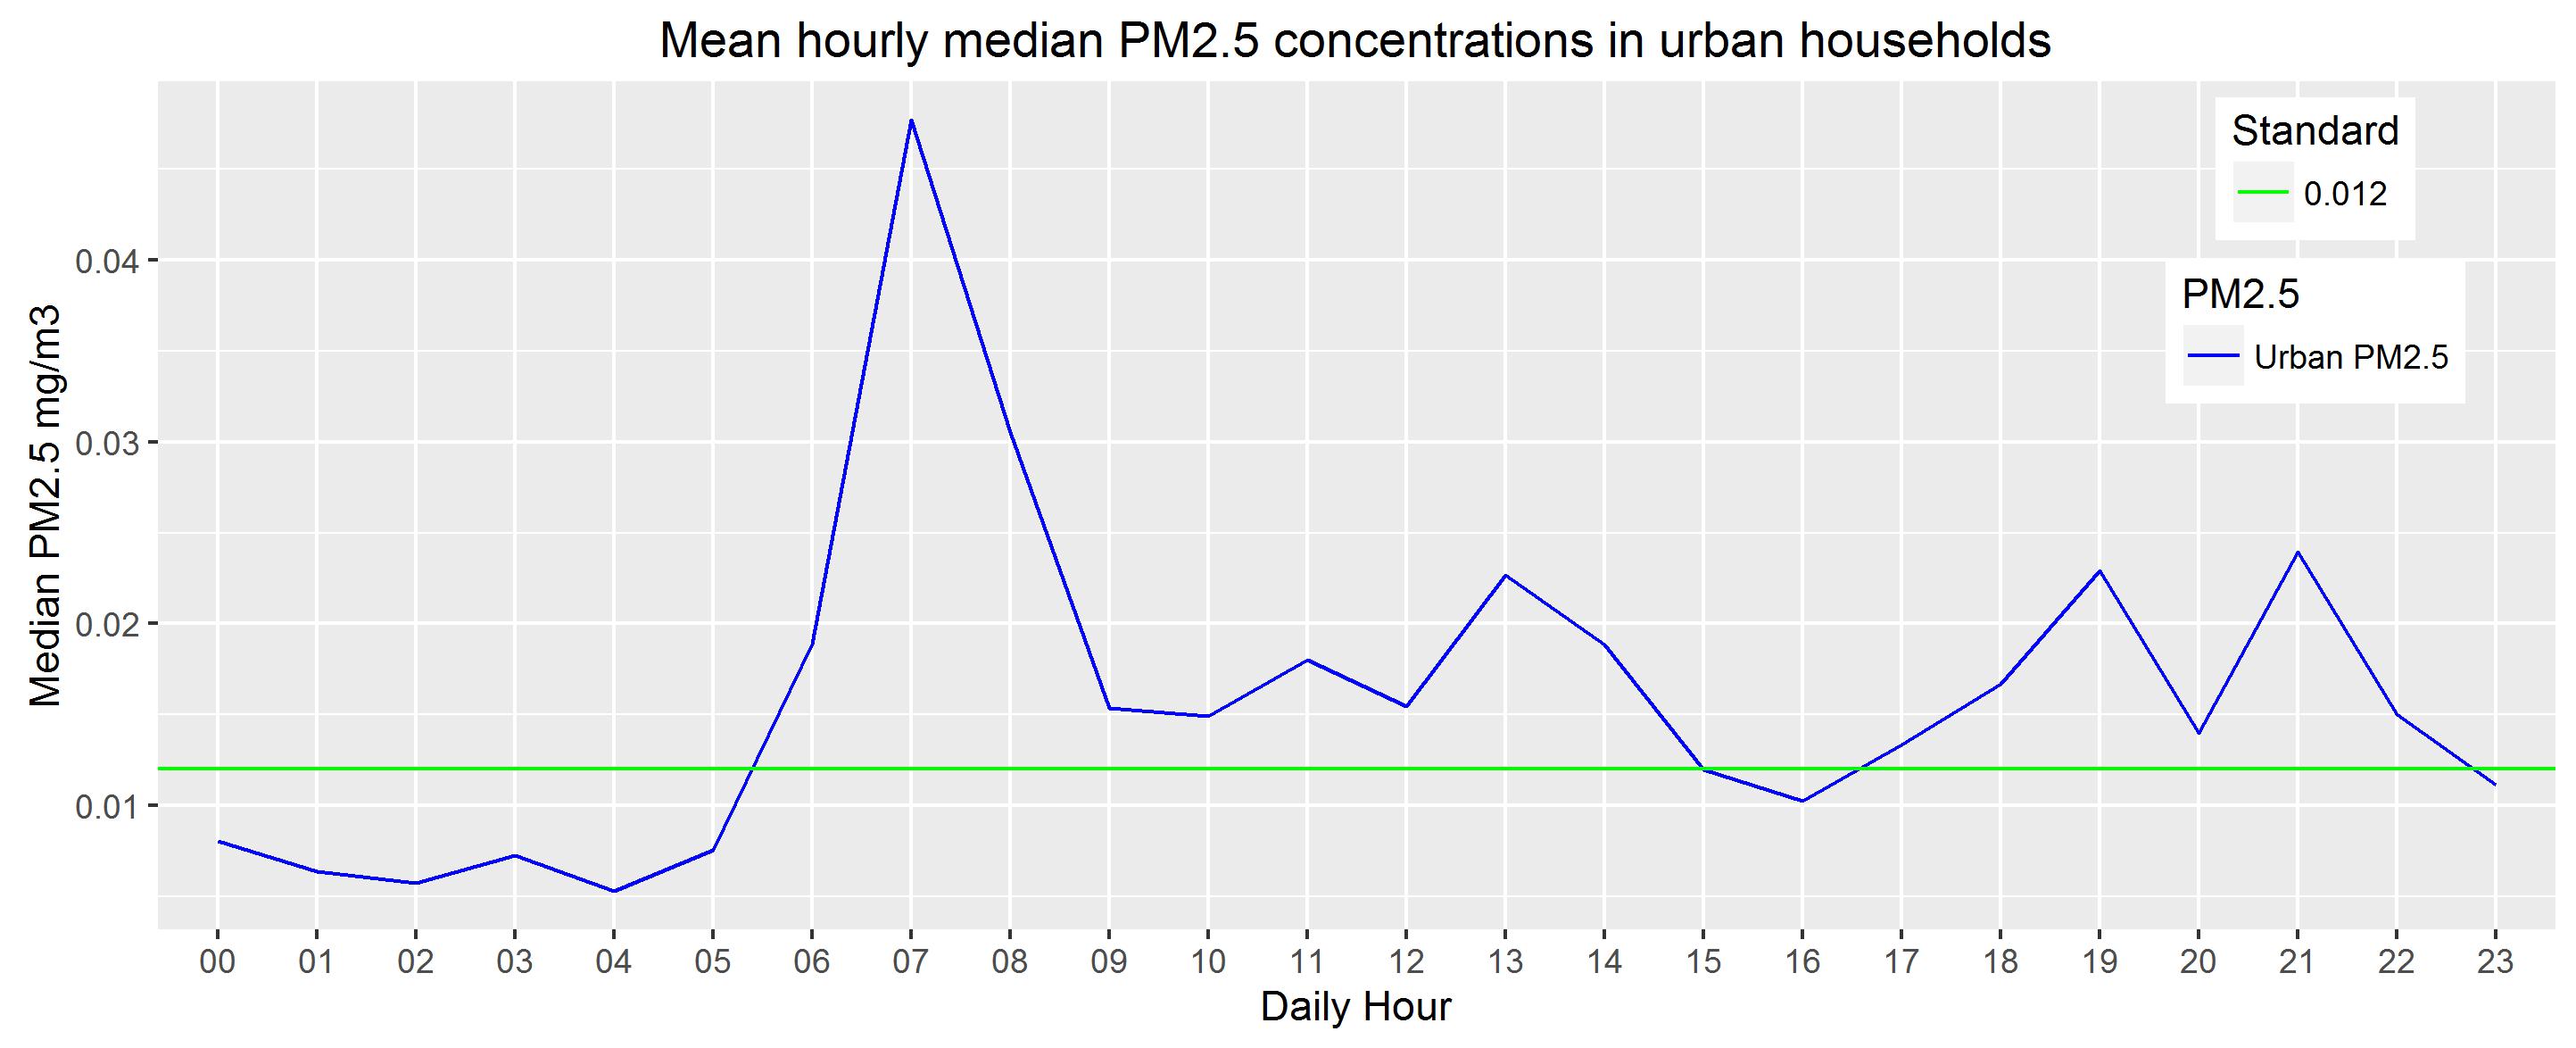 Mean hourly median PM2.5 concentrations in urban households
Standard
0.012
PM2.5
Urban PM2.5
Median PM2.5 mg/m3
0.04
0.03
0.02
0.01
00 01 02 03 04 05 06 07 08 09 10 11 12 13 14 15 16 17 18 19 20 21 22 23
Daily Hour